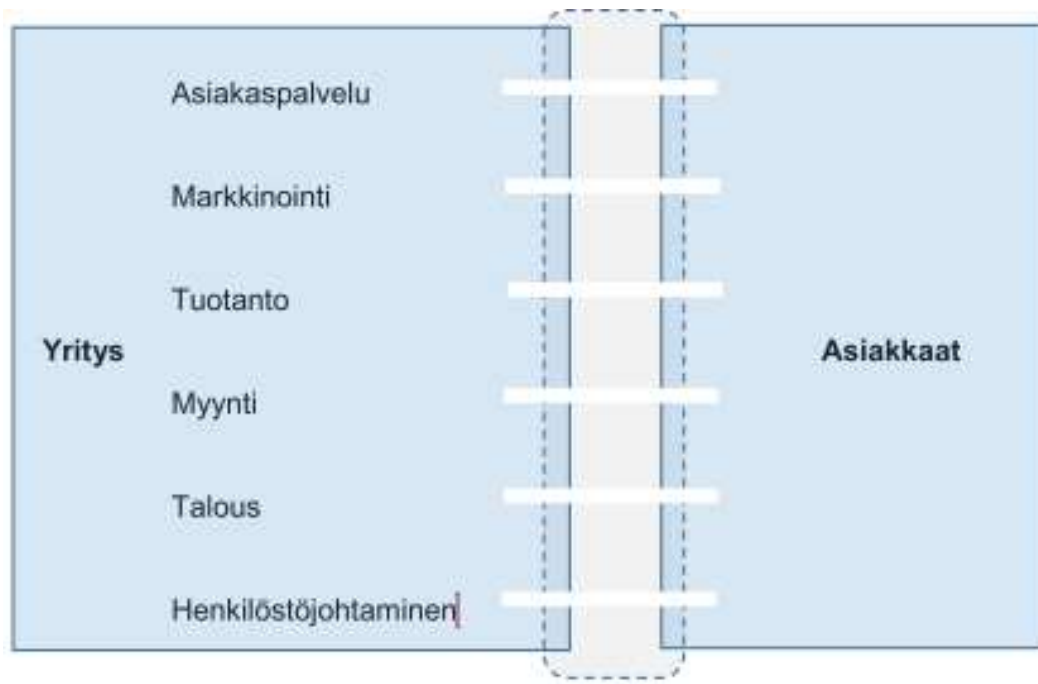 Asiakaspalvelu
Markkinointi
Tuotanto
Yritys
Asiakkaat
Myynti
Talous
Henkilöstöjohtaminen